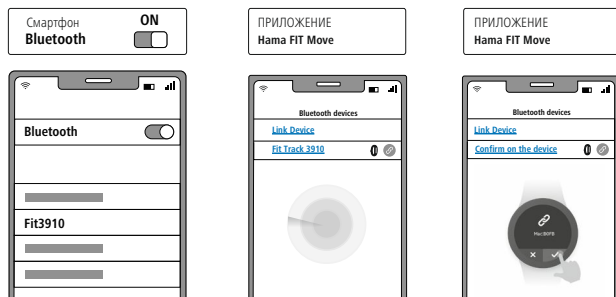 Смартфон
Bluetooth
ON
Bluetooth
Fit3910
ПРИЛОЖЕНИЕ
Hama FIT Move
Bluetooth devices
Link Device
Fit Track 3910
ПРИЛОЖЕНИЕ
Hama FIT Move
Bluetooth devices
Link Device
Confirm on the device